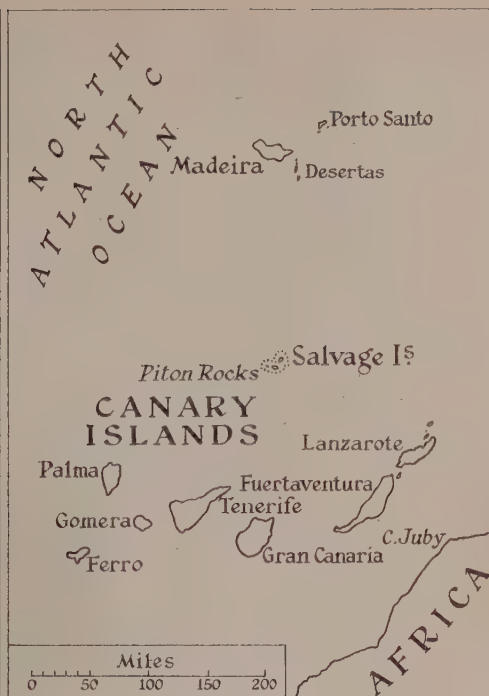 NORTH
ATLANTIC
OCEAN
Porto Santo
Madeira
Desertas
Salvage Is
Piton Rocks
CANARY
ISLANDS
Lanzarote
Palma
Fuertaventura
Tenerife
Gomera
C. Juby
Gran Canaria
Ferro
AFRICA
Miles
0 50 100 150 200